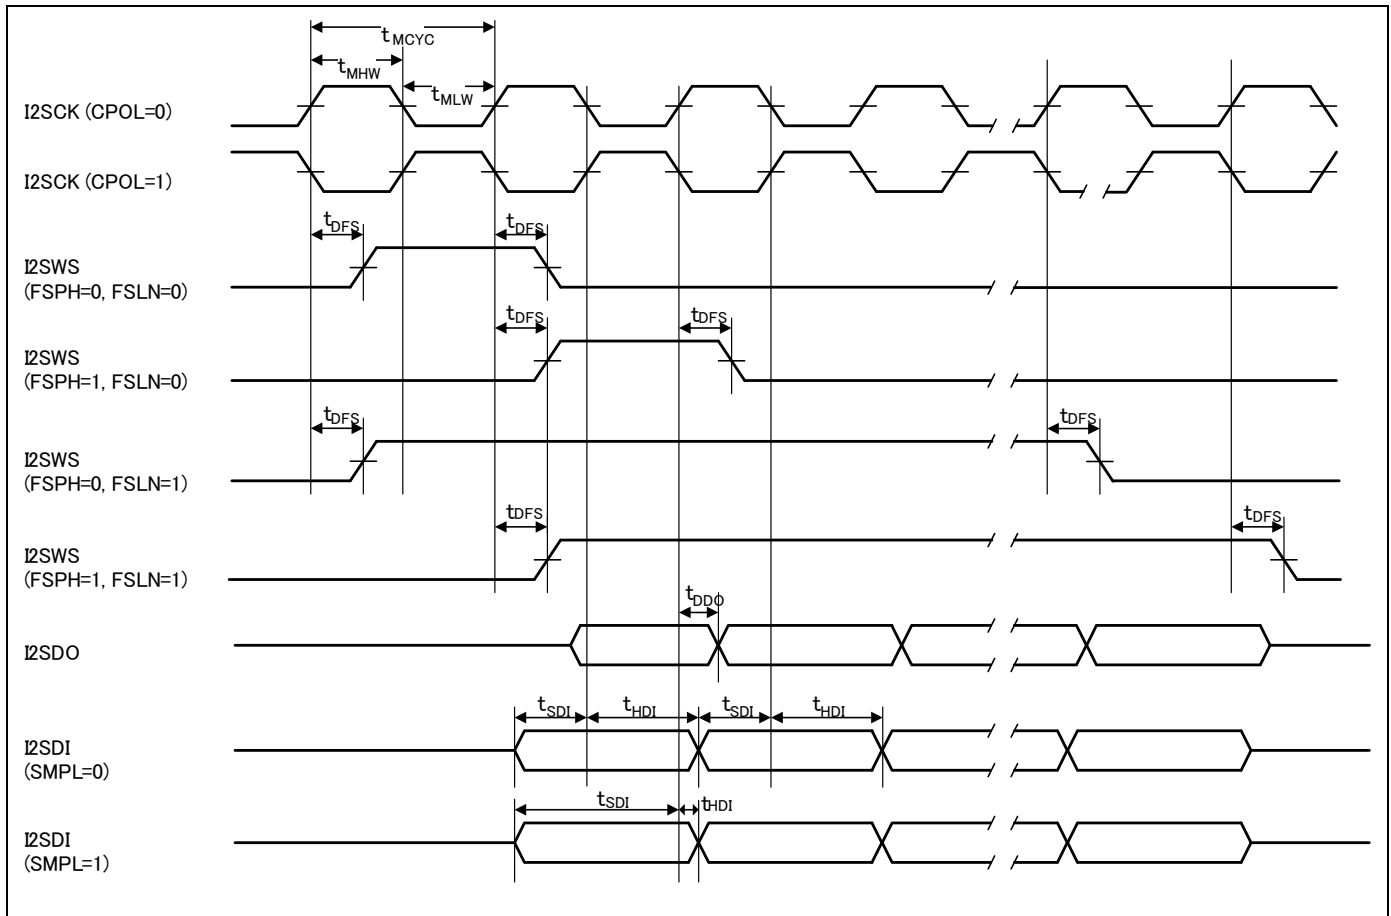 tMCYC
tMHW
tMLW
I2SCK (CPOL=0)
I2SCK (CPOL=1)
tDFS tDFS
I2SWS
(FSPH=0, FSLN=0)
tDFS tDFS
I2SWS
(FSPH=1, FSLN=0)
tDFS tDFS
I2SWS
(FSPH=0, FSLN=1)
tDFS tDFS
I2SWS
(FSPH=1, FSLN=1)
tDDO
I2SDO
tSDI tHDI tSDI tHDI
I2SDI
(SMPL=0)
tSDI tHDI
I2SDI
(SMPL=1)